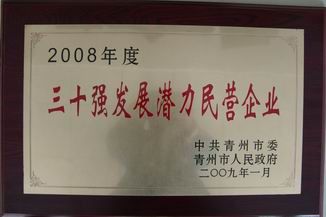 2008年度
三十强发展潜力民营企业
中共青州市委
青州市人民政府
二〇〇九年一月